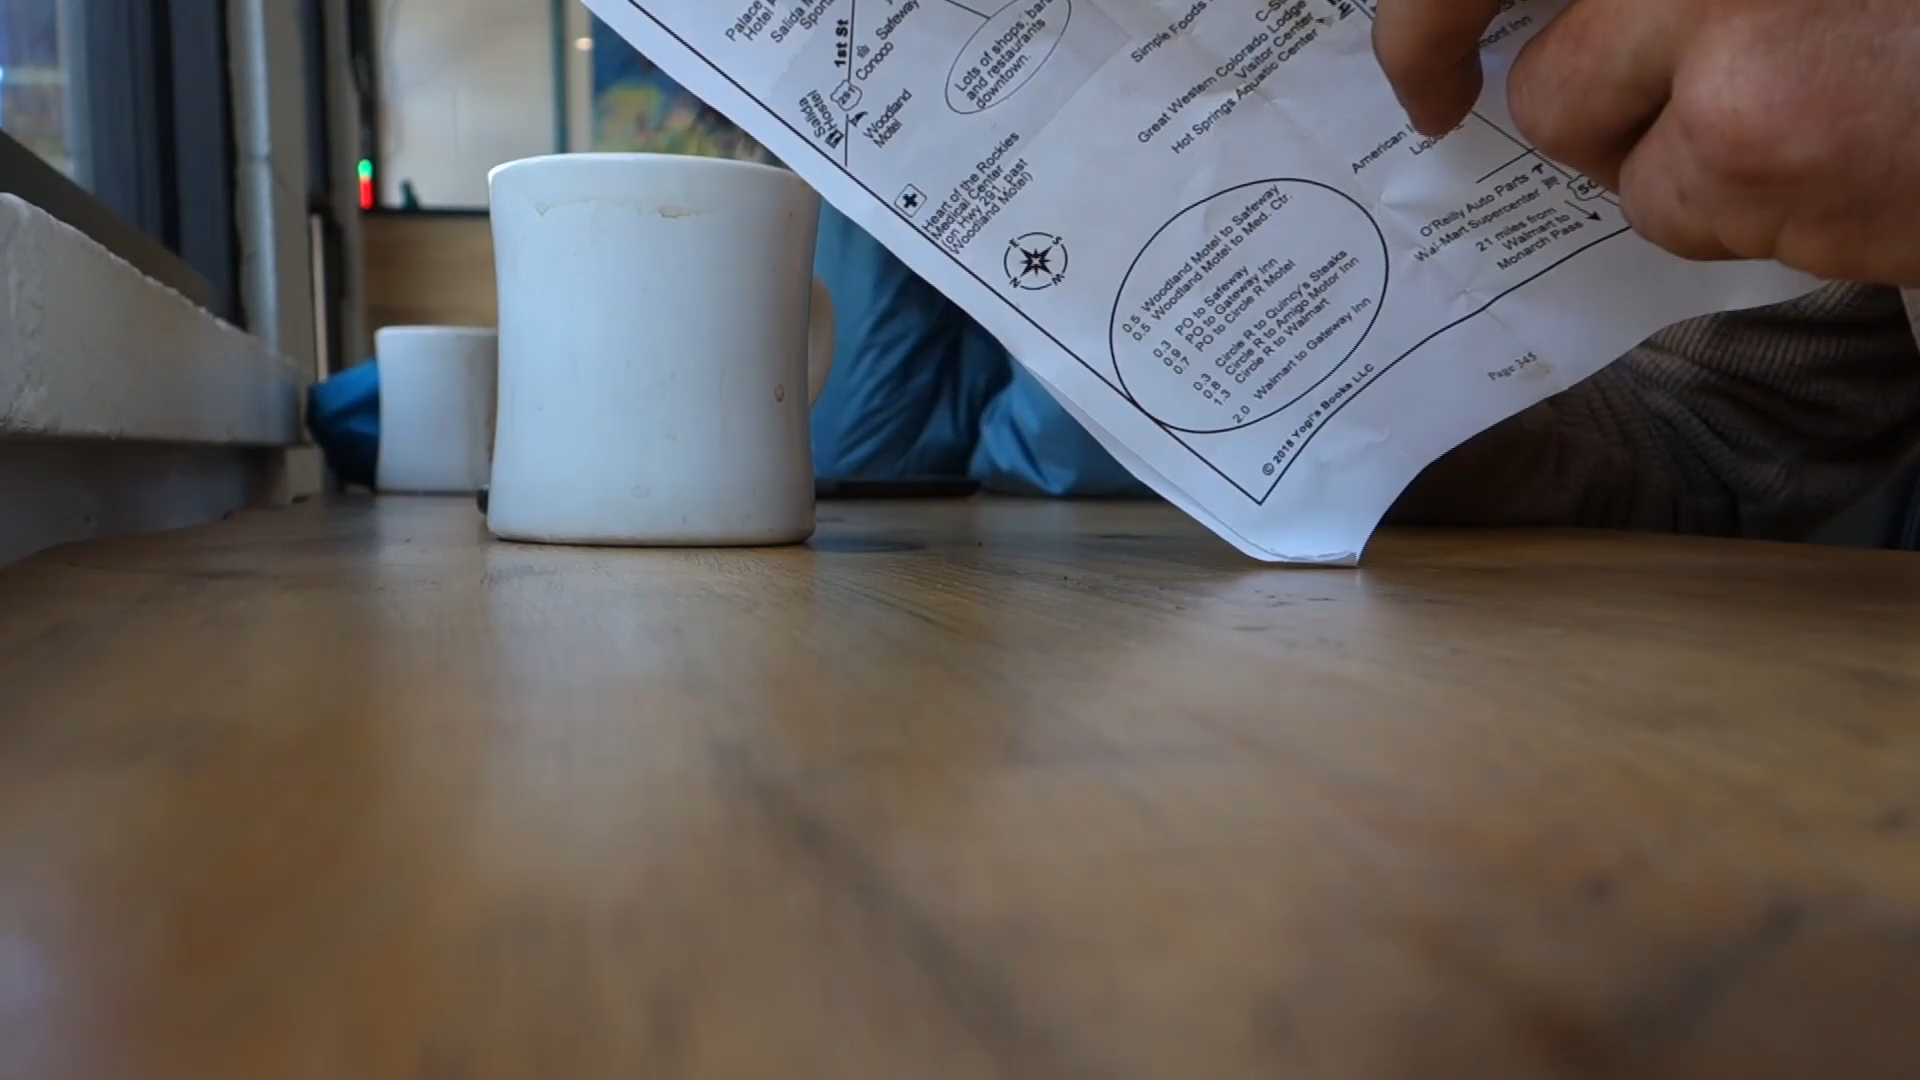 Palace
Hotel
Salida
1st St
Safeway
Conoco
291
Salida
Hostel
Woodland
Motel
Lots of shops, bars
and restaurants
downtown.
Simple Foods
Great Western Colorado Lodge
Visitor Center
Hot Springs Aquatic Center
Heart of the Rockies
Medical Center
(on Hwy 291, past
Woodland Motel)
E S
N W
American
O'Reilly Auto Parts
Wal-Mart Supercenter
50
21 miles from
Walmart to
Monarch Pass
0.5 Woodland Motel to Safeway
0.5 Woodland Motel to Med. Ctr.
0.3 PO to Safeway
0.9 PO to Gateway Inn
0.7 PO to Circle R Motel
0.3 Circle R to Quincy's Steaks
0.8 Circle R to Amigo Motor Inn
1.3 Circle R to Walmart
2.0 Walmart to Gateway Inn
© 2018 Yogi's Books LLC
Page 345